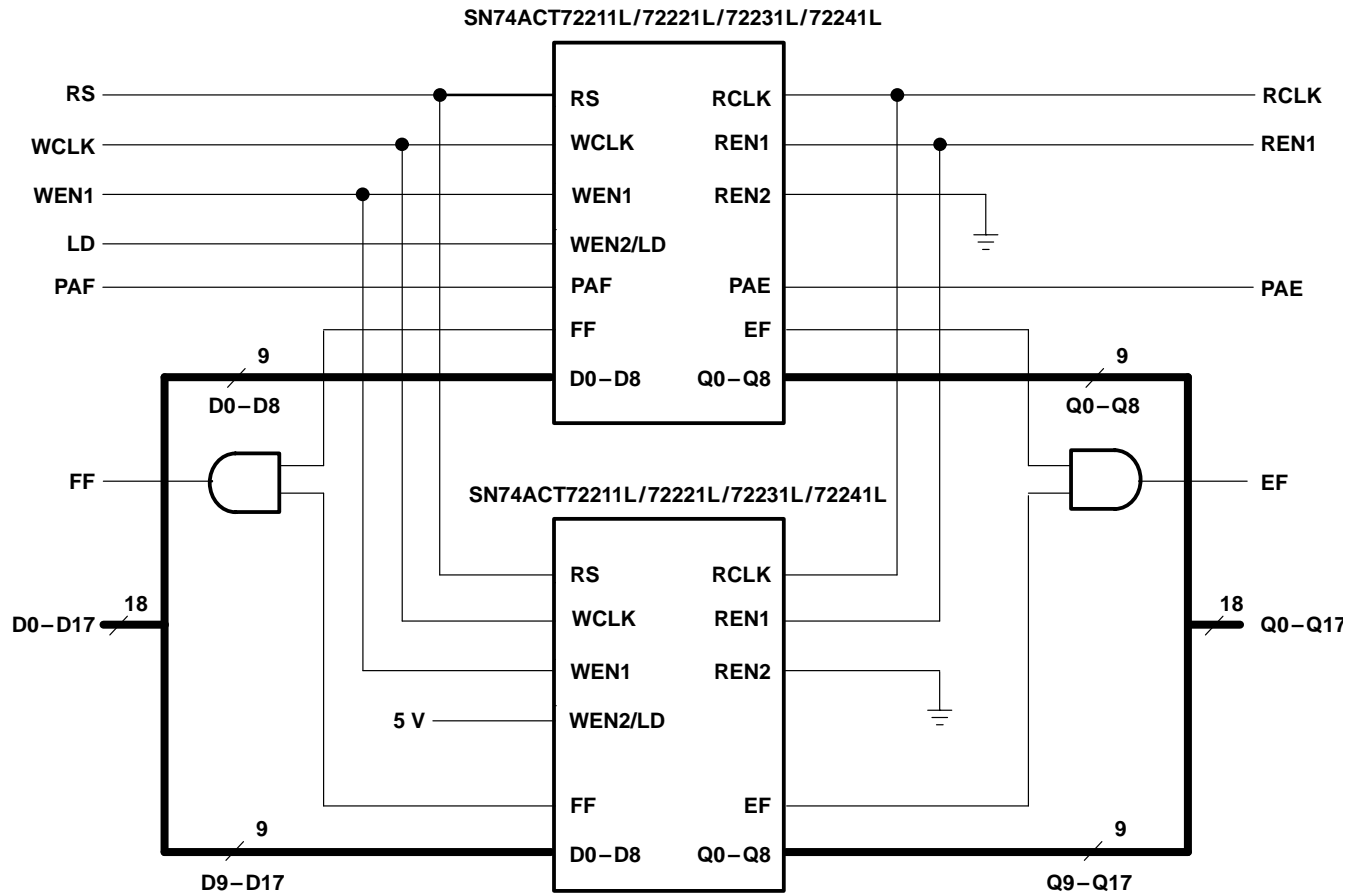 SN74ACT72211L/72221L/72231L/72241L
RS RS RCLK RCLK
WCLK WCLK REN1 REN1
WEN1 WEN1 REN2
LD WEN2/LD
PAF PAF PAE PAE
FF EF
9 9
D0–D8 Q0–Q8
D0–D8 Q0–Q8
FF EF
SN74ACT72211L/72221L/72231L/72241L
RS RCLK
18 18
D0–D17 WCLK REN1 Q0–Q17
WEN1 REN2
5 V WEN2/LD
FF EF
9 9
D0–D8 Q0–Q8
D9–D17 Q9–Q17